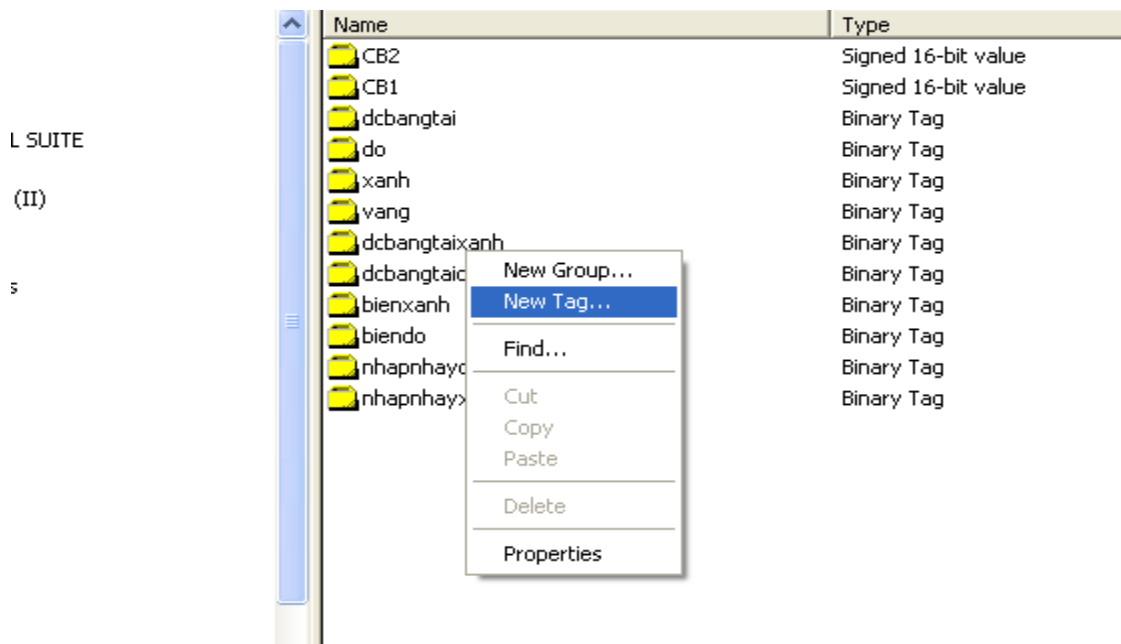 Name Type
CB2 Signed 16-bit value
CB1 Signed 16-bit value
dcbangtai Binary Tag
L SUITE
do Binary Tag
xanh Binary Tag
(II)
vang Binary Tag
dcbangtaixanh Binary Tag
New Group...
Binary Tag
s
bienxanh Binary Tag
New Tag...
biendo Binary Tag
Find...
Binary Tag
Cut
Binary Tag
Copy
Paste
Delete
Properties